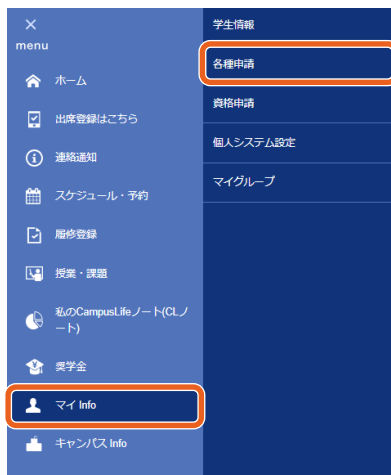 ×
menu
ホーム
出席登録はこちら
連絡通知
スケジュール・予約
履修登録
授業・課題
私のCampusLifeノート(CLノ
ート)
奨学金
マイ Info
キャンパス Info
学生情報
各種申請
資格申請
個人システム設定
マイグループ